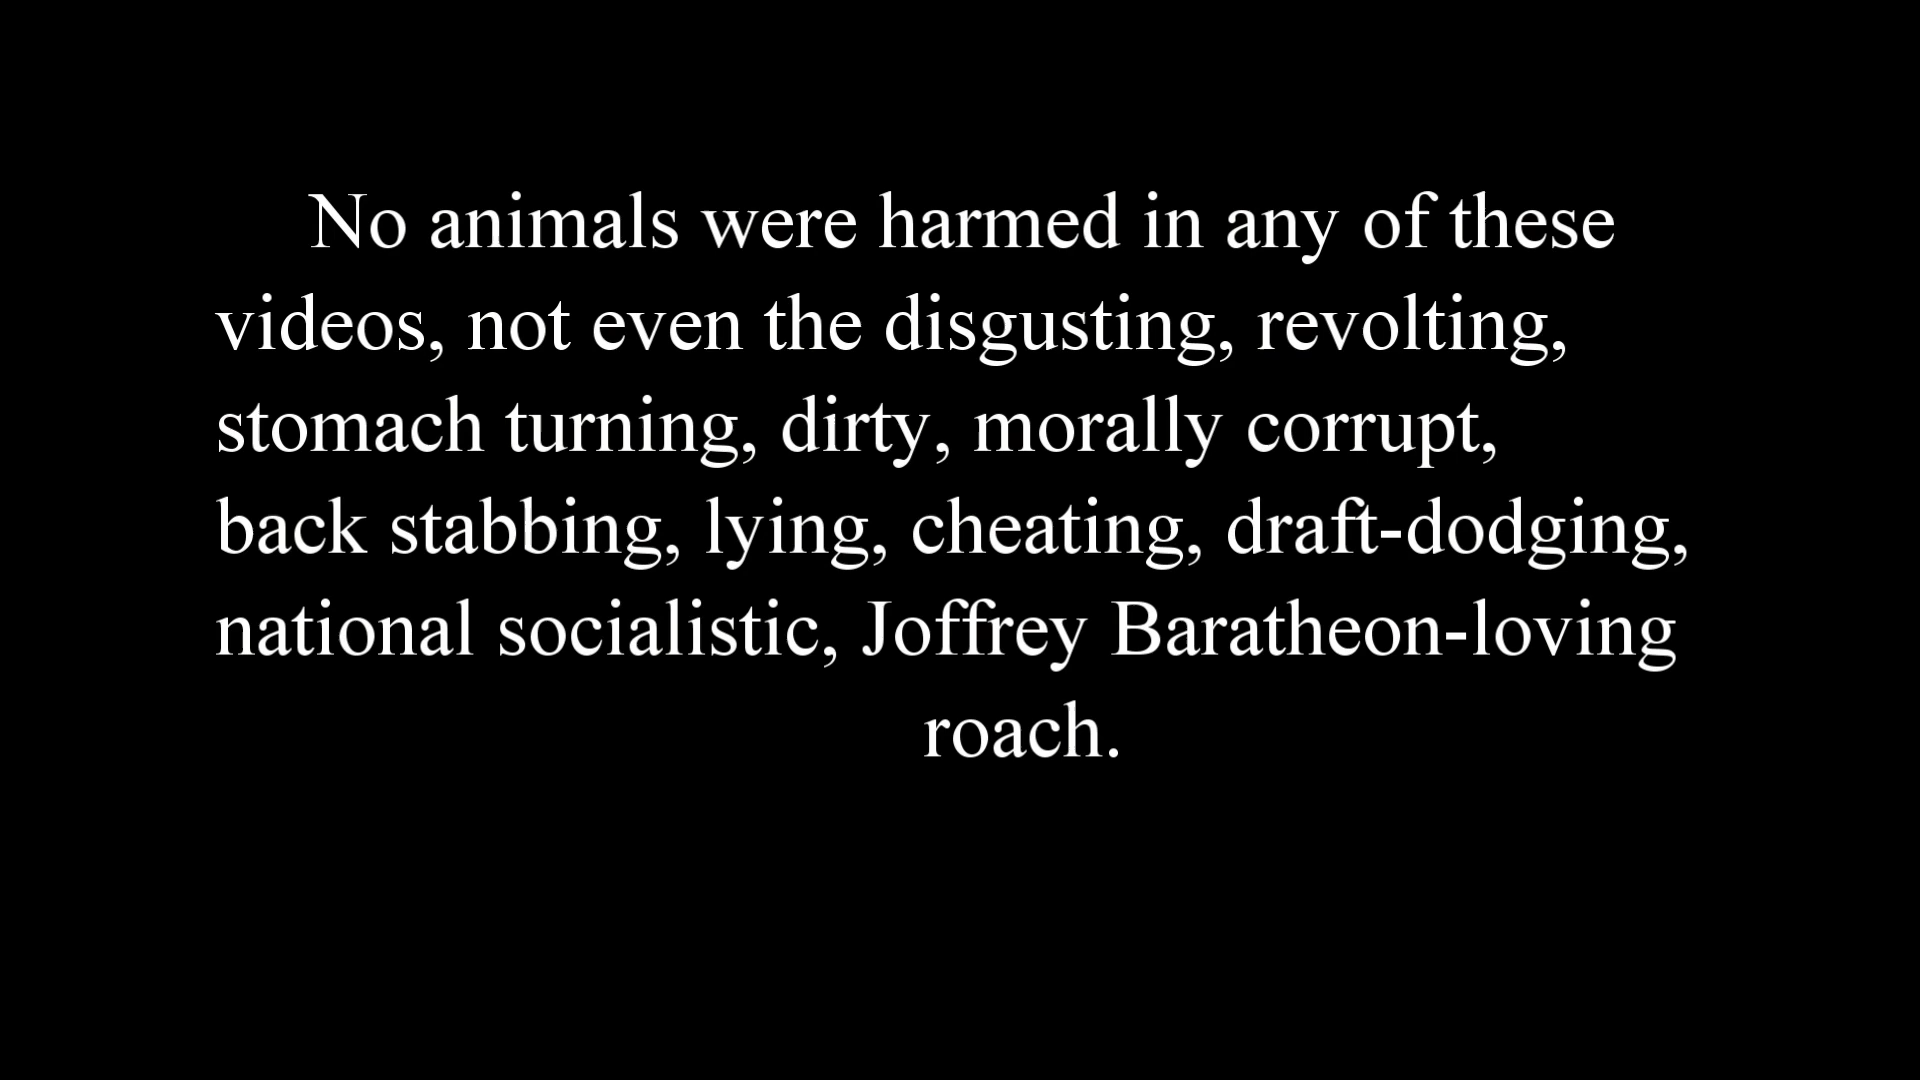 No animals were harmed in any of these
videos, not even the disgusting, revolting,
stomach turning, dirty, morally corrupt,
back stabbing, lying, cheating, draft-dodging,
national socialistic, Joffrey Baratheon-loving
roach.